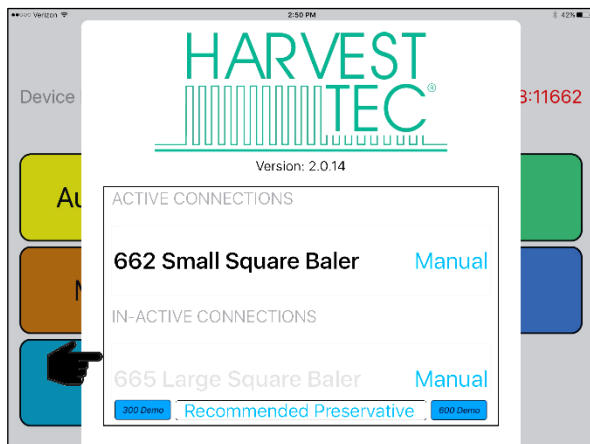 Verizon 2:50 PM 42%
HARVEST
TEC®
Device 3:11662
Version: 2.0.14
Au
ACTIVE CONNECTIONS
662 Small Square Baler Manual
M
IN-ACTIVE CONNECTIONS
665 Large Square Baler Manual
300 Demo Recommended Preservative 600 Demo